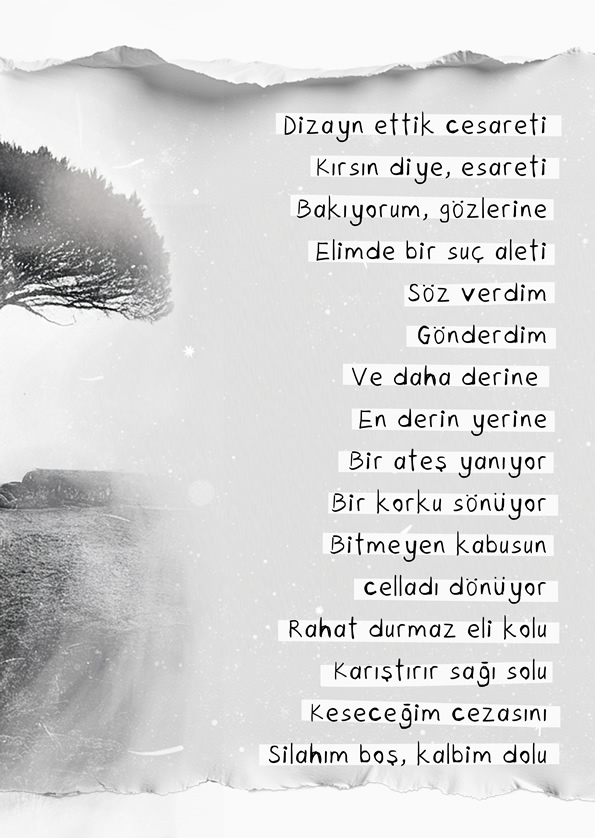 Dizayn ettik cesareti
Kırsın diye, esareti
Bakıyorum, gözlerine
Elimde bir suç aleti
Söz verdim
Gönderdim
Ve daha derine
En derin yerine
Bir ateş yanıyor
Bir korku sönüyor
Bitmeyen kabusun
celladı dönüyor
Rahat durmaz eli kolu
Karıştırır sağı solu
Keseceğim cezasını
Silahım boş, kalbim dolu